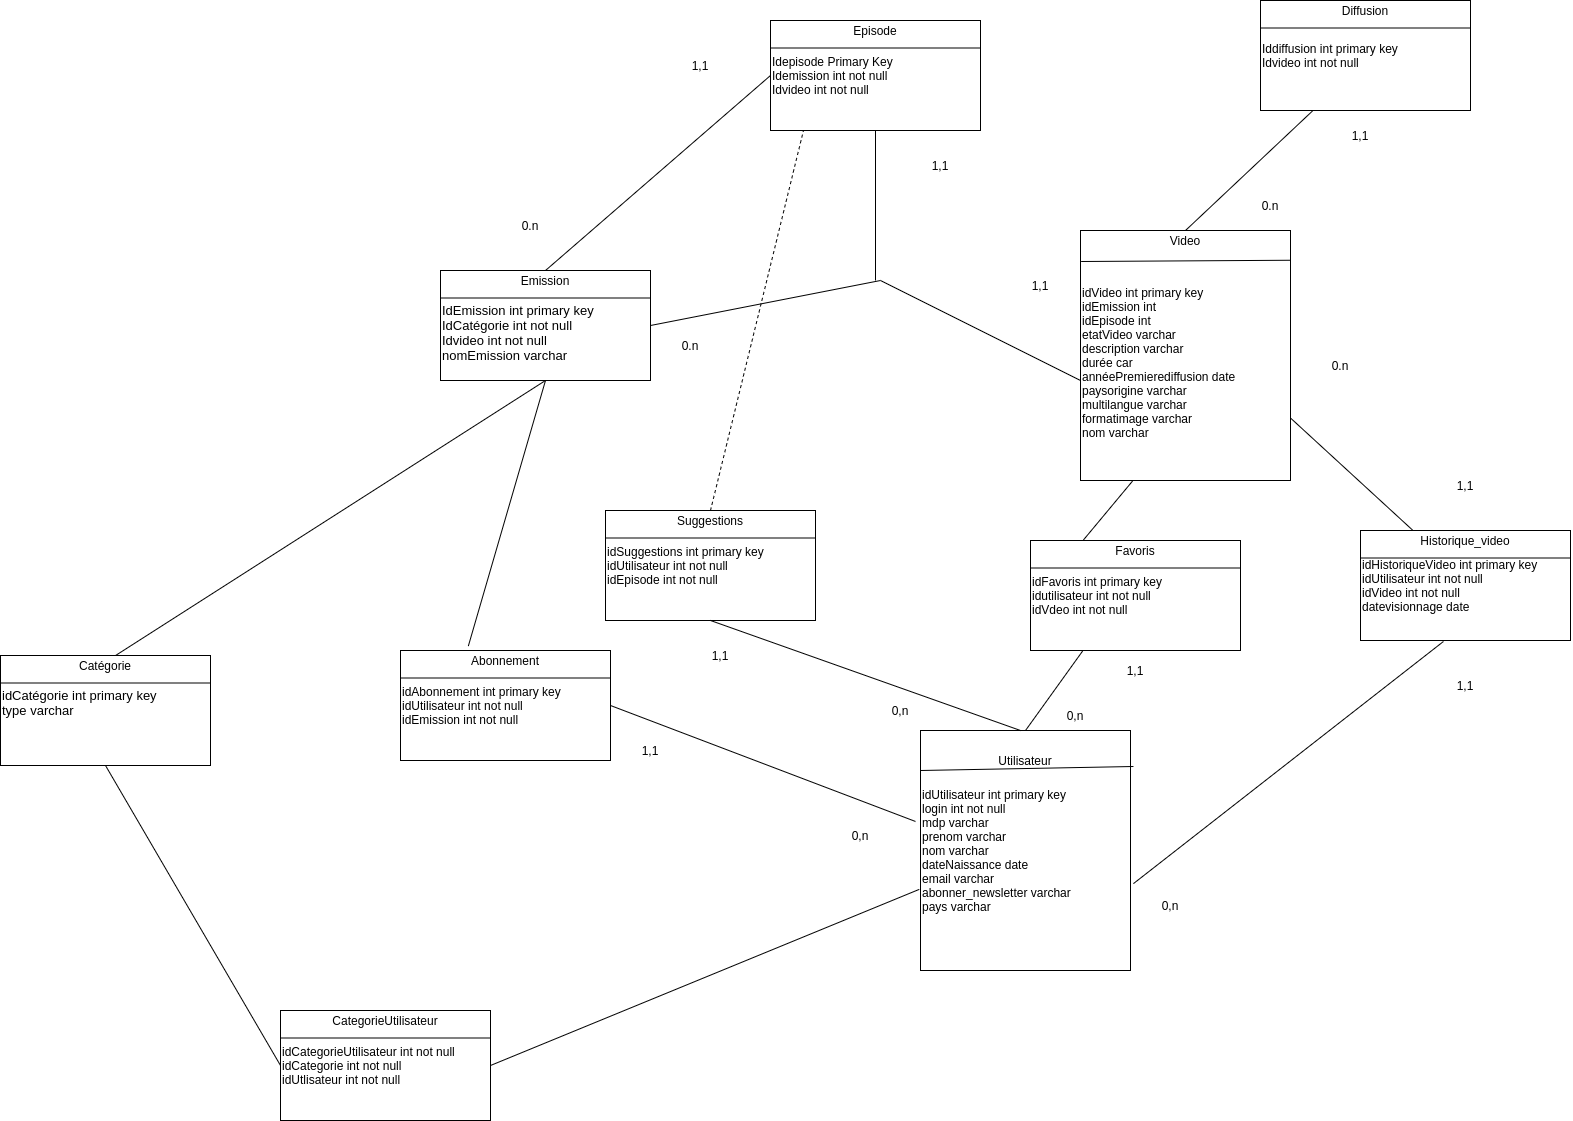 Diffusion
Iddiffusion int primary key
Idvideo int not null
Episode
Idepisode Primary Key
Idemission int not null
Idvideo int not null
1,1
1,1
1,1
0.n
0.n
Emission
IdEmission int primary key
IdCatégorie int not null
Idvideo int not null
nomEmission varchar
0.n
1,1
Video
idVideo int primary key
idEmission int
idEpisode int
etatVideo varchar
description varchar
durée car
annéePremierediffusion date
paysorigine varchar
multilangue varchar
formatimage varchar
nom varchar
0.n
1,1
Suggestions
idSuggestions int primary key
idUtilisateur int not null
idEpisode int not null
Favoris
idFavoris int primary key
idutilisateur int not null
idVdeo int not null
Historique_video
idHistoriqueVideo int primary key
idUtilisateur int not null
idVideo int not null
datevisionnage date
Catégorie
idCatégorie int primary key
type varchar
Abonnement
idAbonnement int primary key
idUtilisateur int not null
idEmission int not null
1,1
1,1
1,1
0,n
0,n
1,1
0,n
Utilisateur
idUtilisateur int primary key
login int not null
mdp varchar
prenom varchar
nom varchar
dateNaissance date
email varchar
abonner_newsletter varchar
pays varchar
0,n
CategorieUtilisateur
idCategorieUtilisateur int not null
idCategorie int not null
idUtlisateur int not null